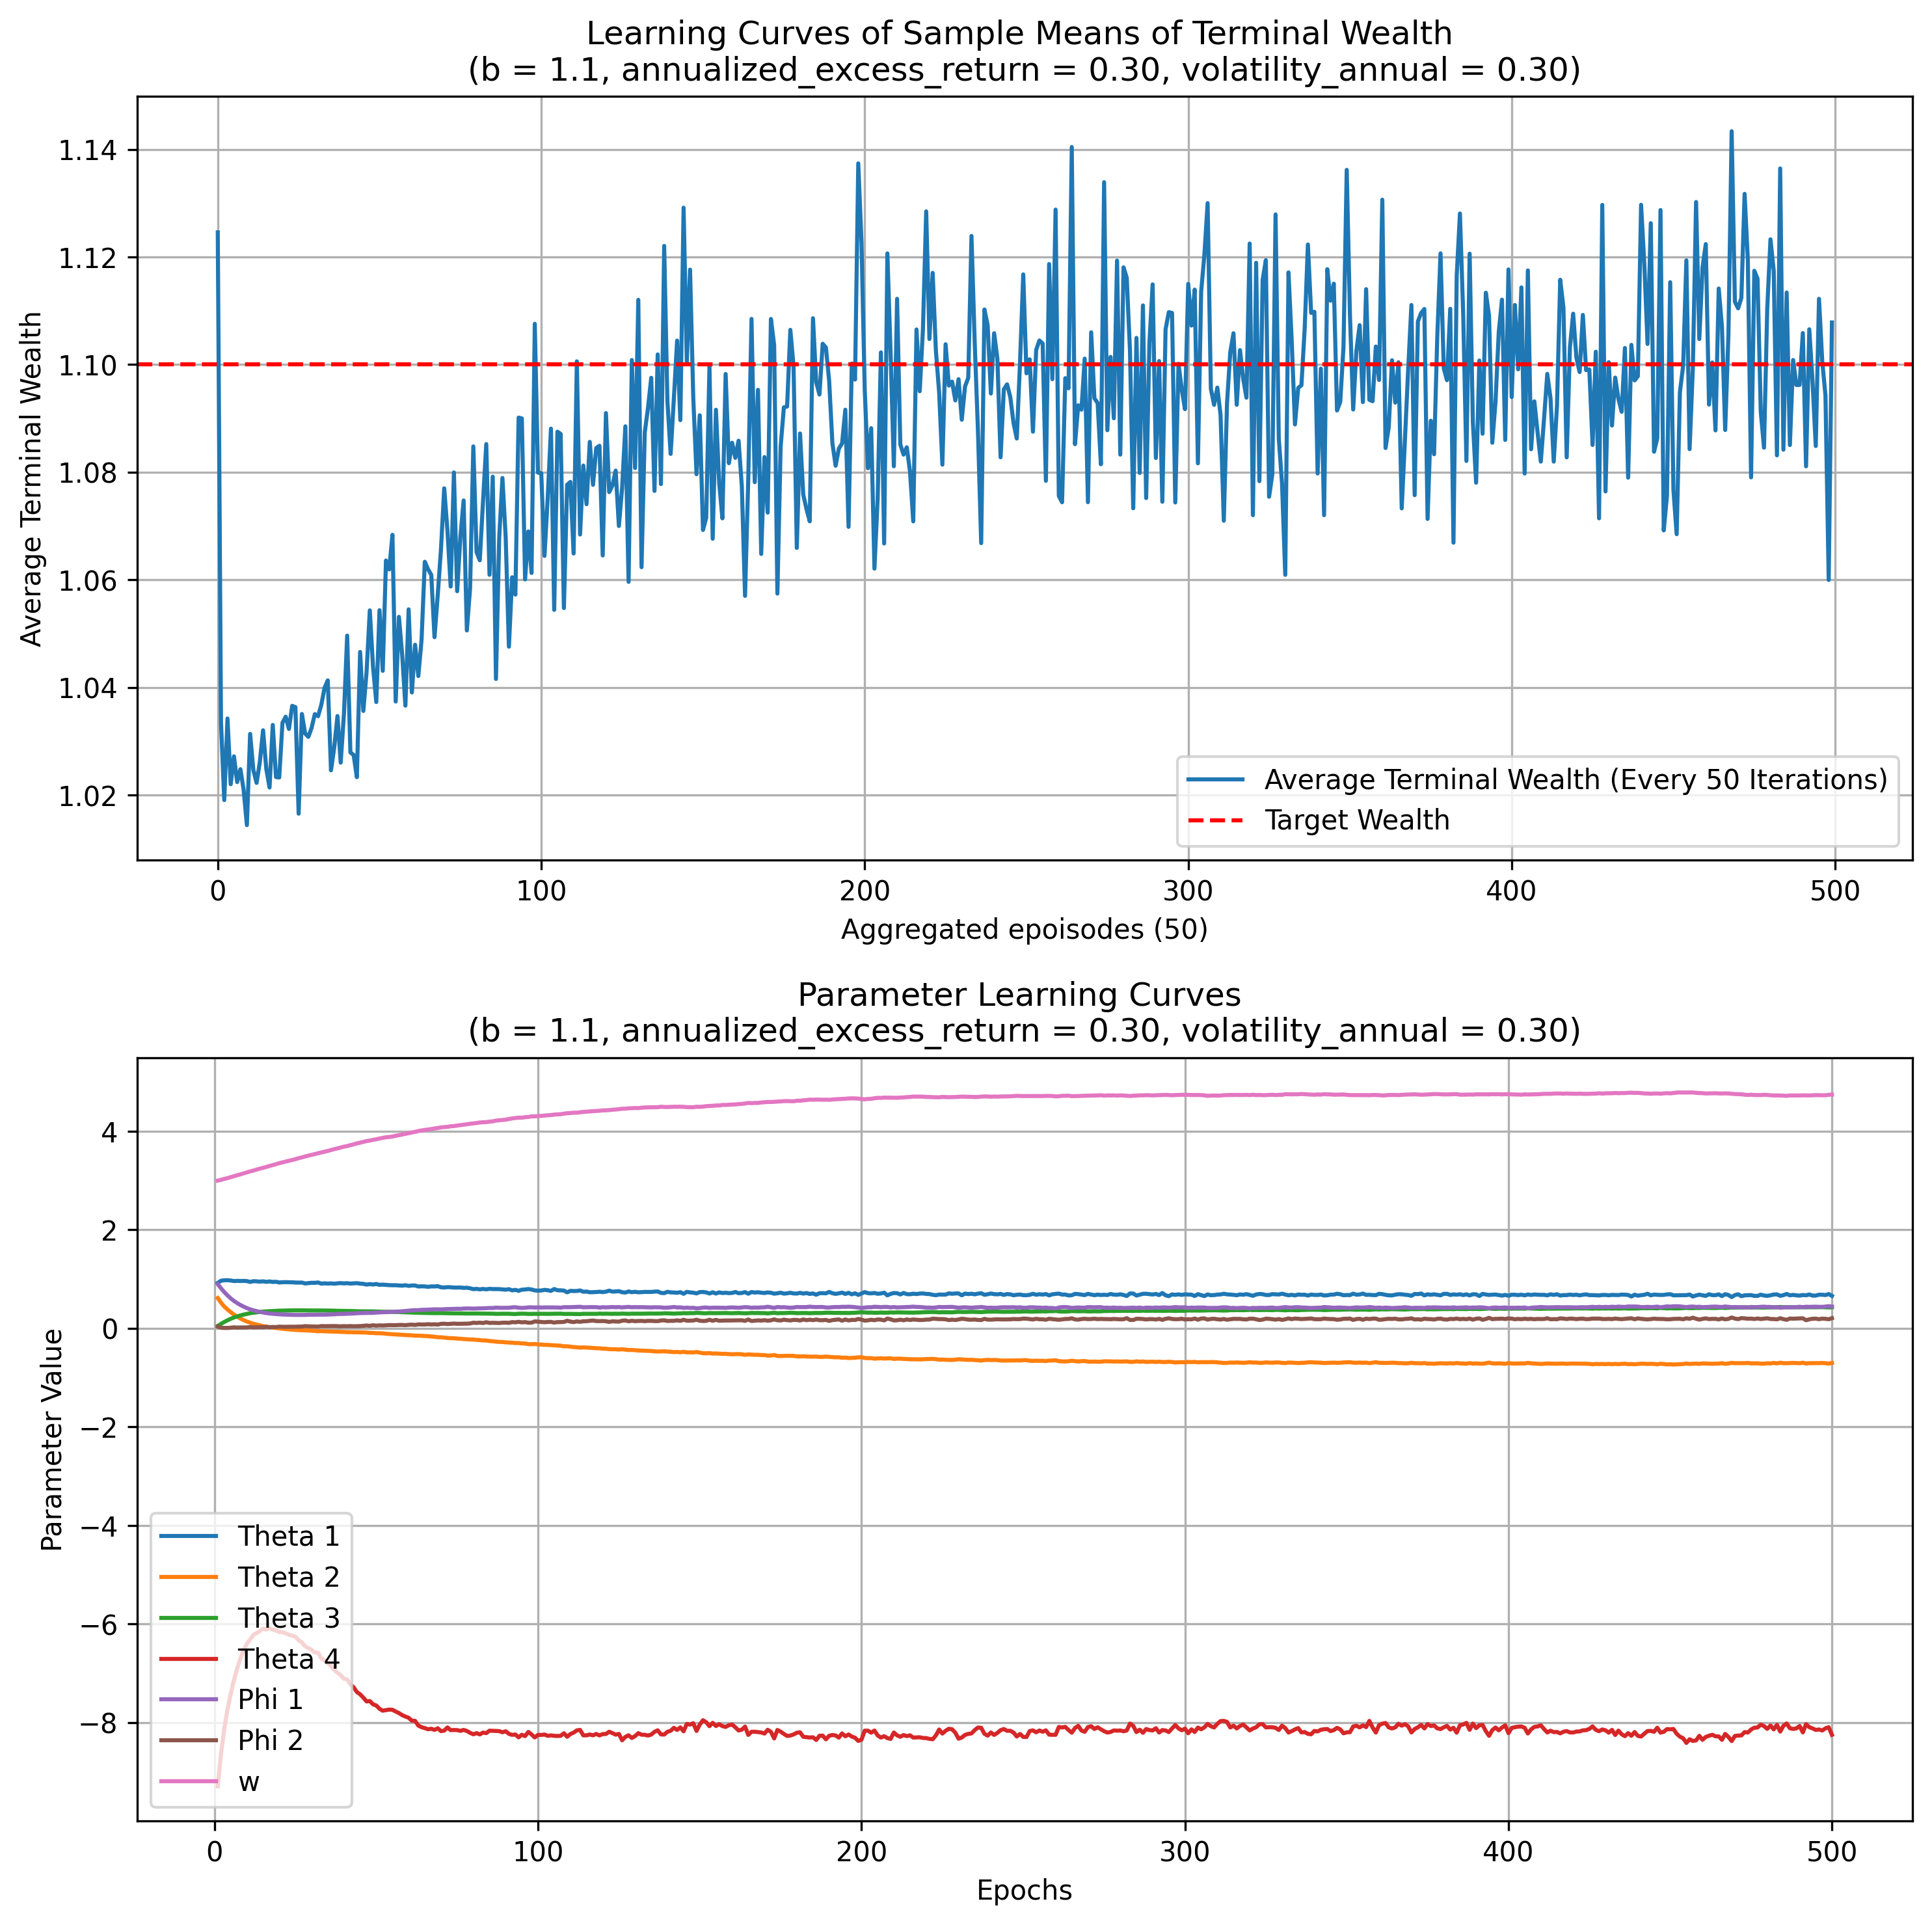 Learning Curves of Sample Means of Terminal Wealth
(b = 1.1, annualized_excess_return = 0.30, volatility_annual = 0.30)
Average Terminal Wealth
1.14
1.12
1.10
1.08
1.06
1.04
1.02
Average Terminal Wealth (Every 50 Iterations)
Target Wealth
0 100 200 300 400 500
Aggregated epoisodes (50)
Parameter Learning Curves
(b = 1.1, annualized_excess_return = 0.30, volatility_annual = 0.30)
Parameter Value
4
2
0
−2
−4
−6
−8
Theta 1
Theta 2
Theta 3
Theta 4
Phi 1
Phi 2
w
0 100 200 300 400 500
Epochs